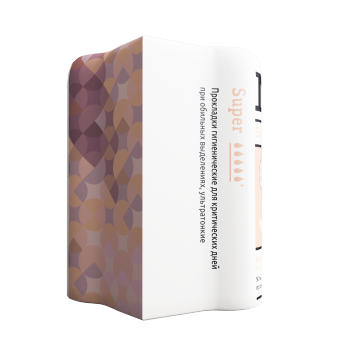 Super
Прокладки гигиенические для критических дней
при обильных выделениях, ультратонкие